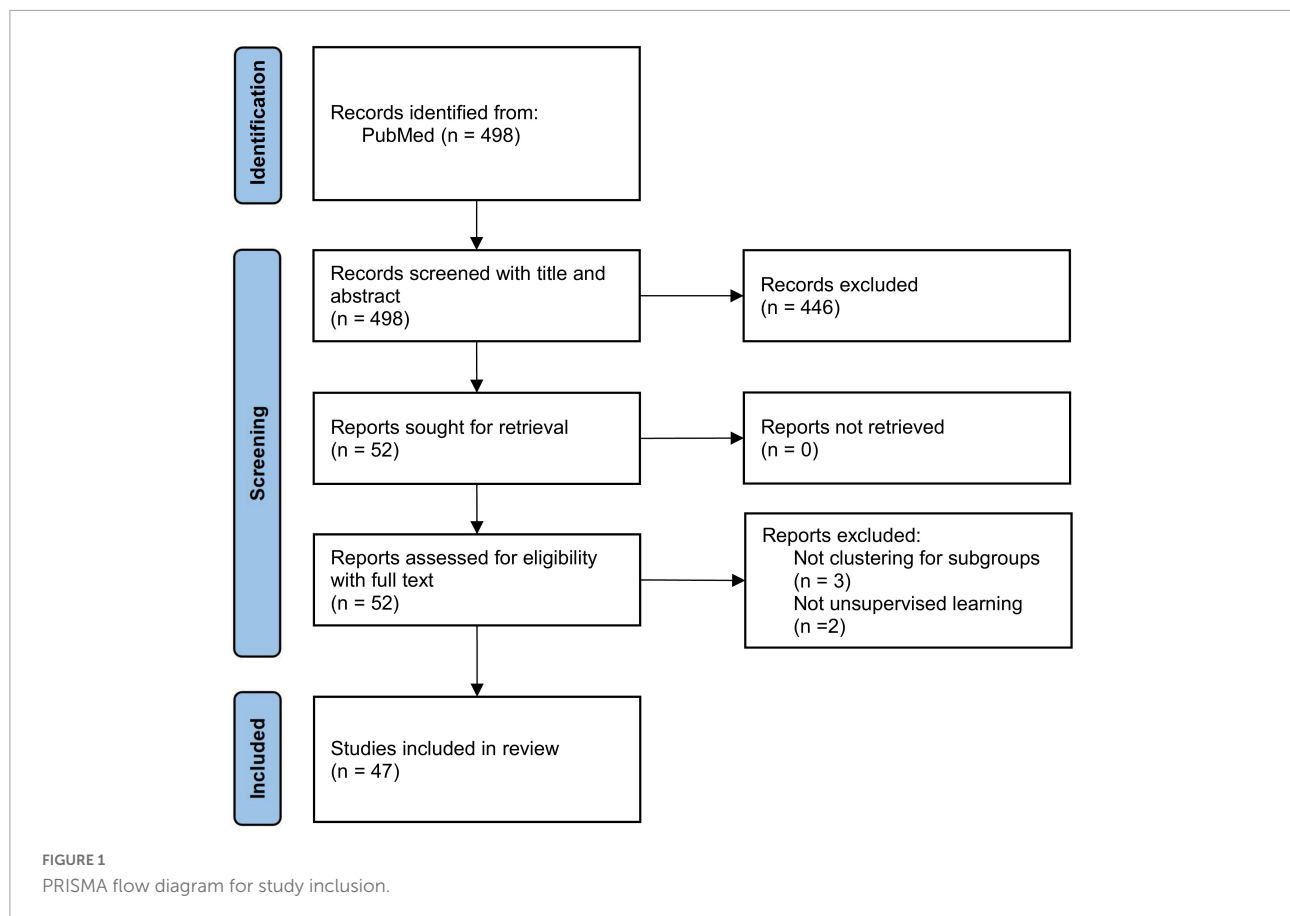 Identification
Records identified from:
PubMed (n = 498)
Screening
Records screened with title and
abstract
(n = 498)
Records excluded
(n = 446)
Reports sought for retrieval
(n = 52)
Reports not retrieved
(n = 0)
Reports assessed for eligibility
with full text
(n = 52)
Reports excluded:
Not clustering for subgroups
(n = 3)
Not unsupervised learning
(n =2)
Included
Studies included in review
(n = 47)
FIGURE 1
PRISMA flow diagram for study inclusion.